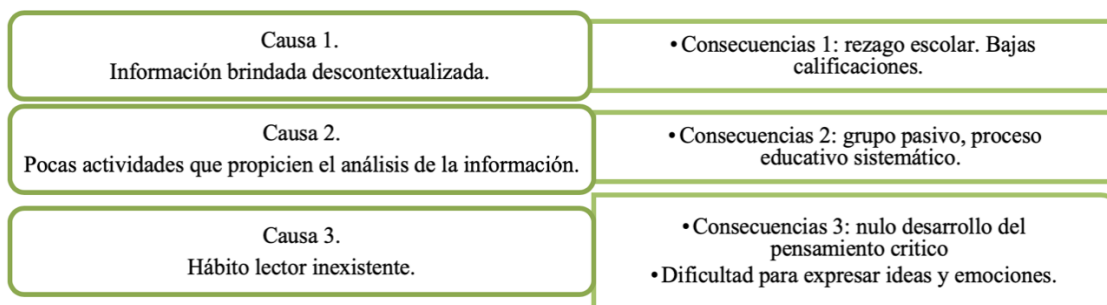 Causa 1.
Información brindada descontextualizada.
• Consecuencias 1: rezago escolar. Bajas
calificaciones.
Causa 2.
Pocas actividades que propicien el análisis de la información.
• Consecuencias 2: grupo pasivo, proceso
educativo sistemático.
Causa 3.
Hábito lector inexistente.
• Consecuencias 3: nulo desarrollo del
pensamiento critico
• Dificultad para expresar ideas y emociones.